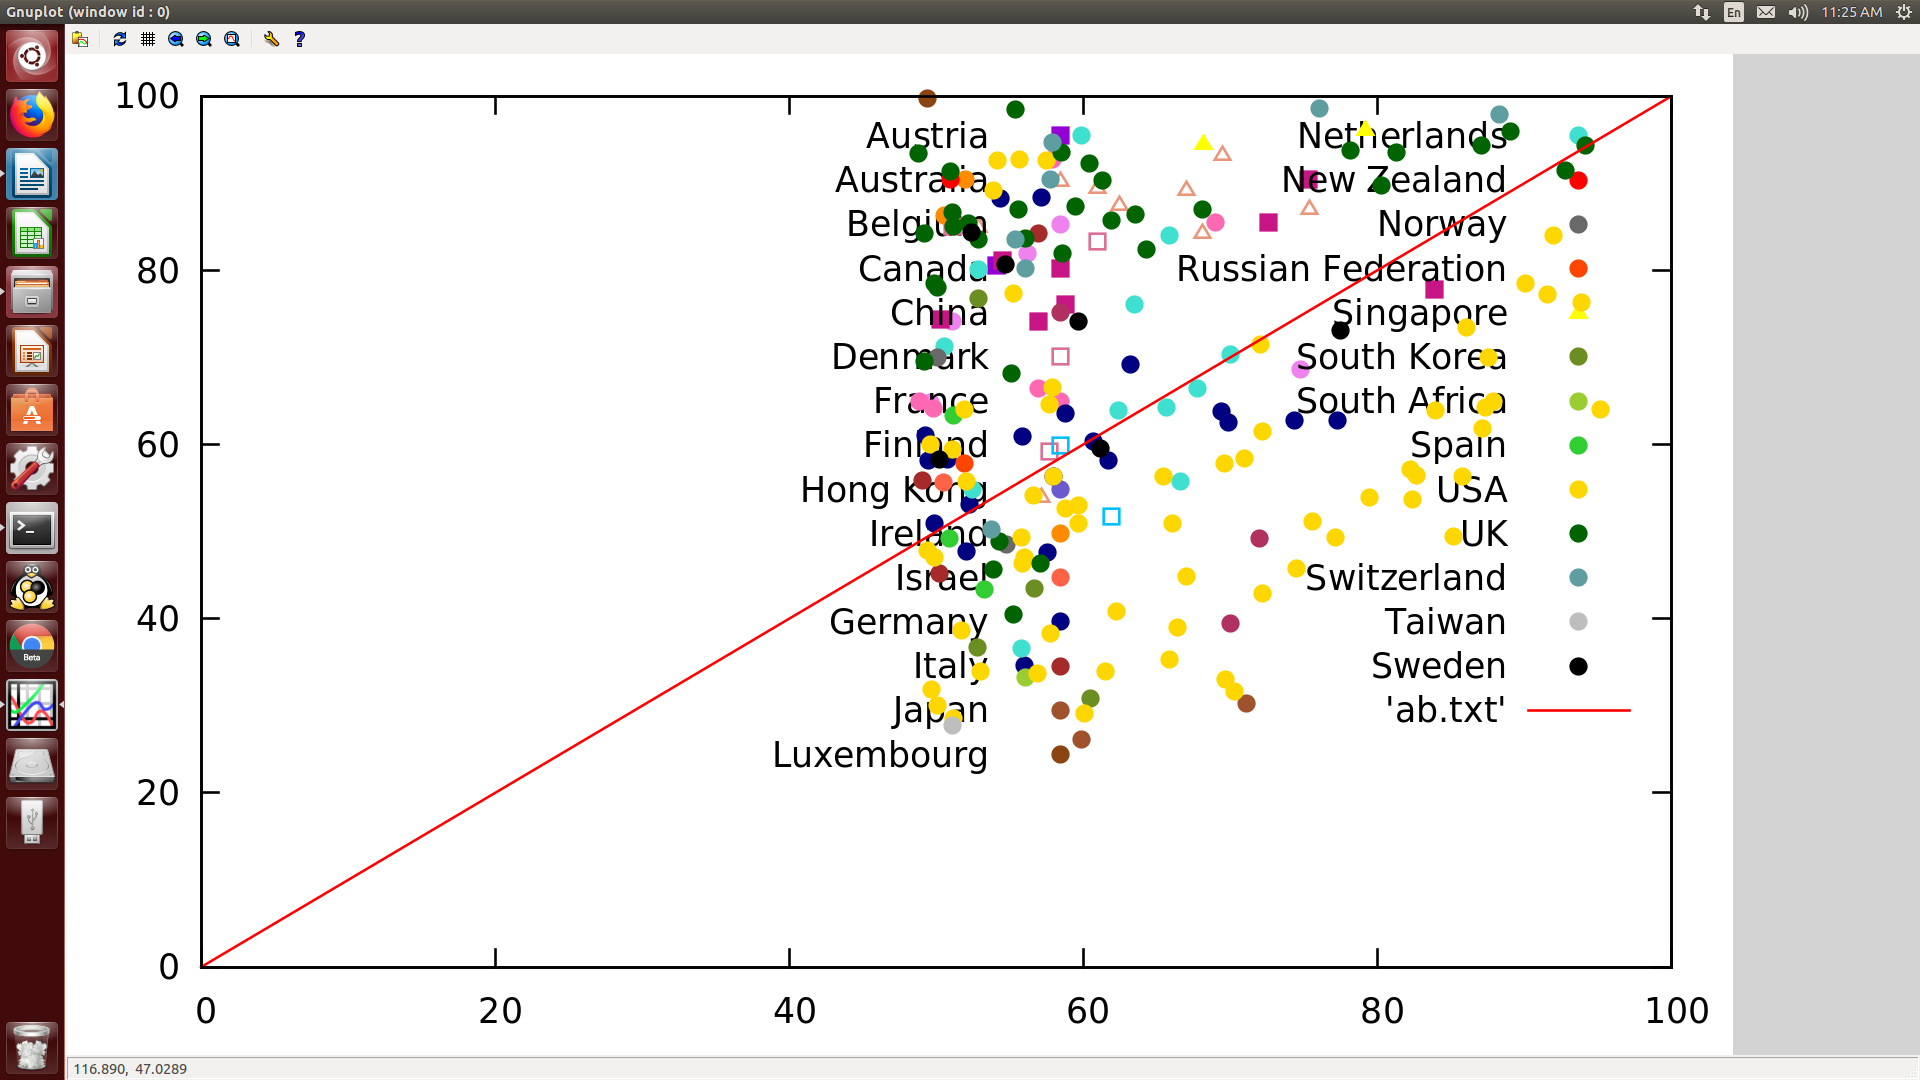 Gnuplot (window id : 0)
En
11:25 AM
?
100
80
60
40
20
0
0
20
40
60
80
100
Austria
Australia
Belgium
Canada
China
Denmark
France
Finland
Hong Kong
Ireland
Israel
Germany
Italy
Japan
Luxembourg
Netherlands
New Zealand
Norway
Russian Federation
Singapore
South Korea
South Africa
Spain
USA
UK
Switzerland
Taiwan
Sweden
'ab.txt'
Beta
116.890, 47.0289